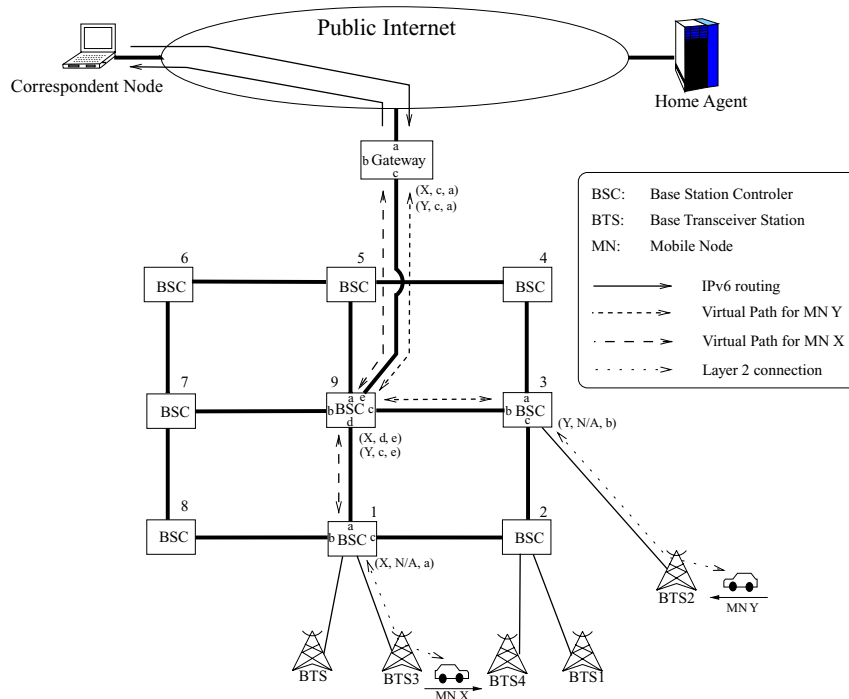 Public Internet
Correspondent Node
Home Agent
a
b Gateway
c
(X, c, a)
(Y, c, a)
BSC: Base Station Controler
BTS: Base Transceiver Station
MN: Mobile Node
IPv6 routing
Virtual Path for MN Y
Virtual Path for MN X
Layer 2 connection
6
BSC
5
BSC
4
BSC
7
BSC
9
a e
b BSC c
d
(X, d, e)
(Y, c, e)
3
a
b BSC
c
(Y, N/A, b)
8
BSC
1
a
b BSC c
(X, N/A, a)
2
BSC
BTS2
MN Y
BTS
BTS3
MN X
BTS4
BTS1